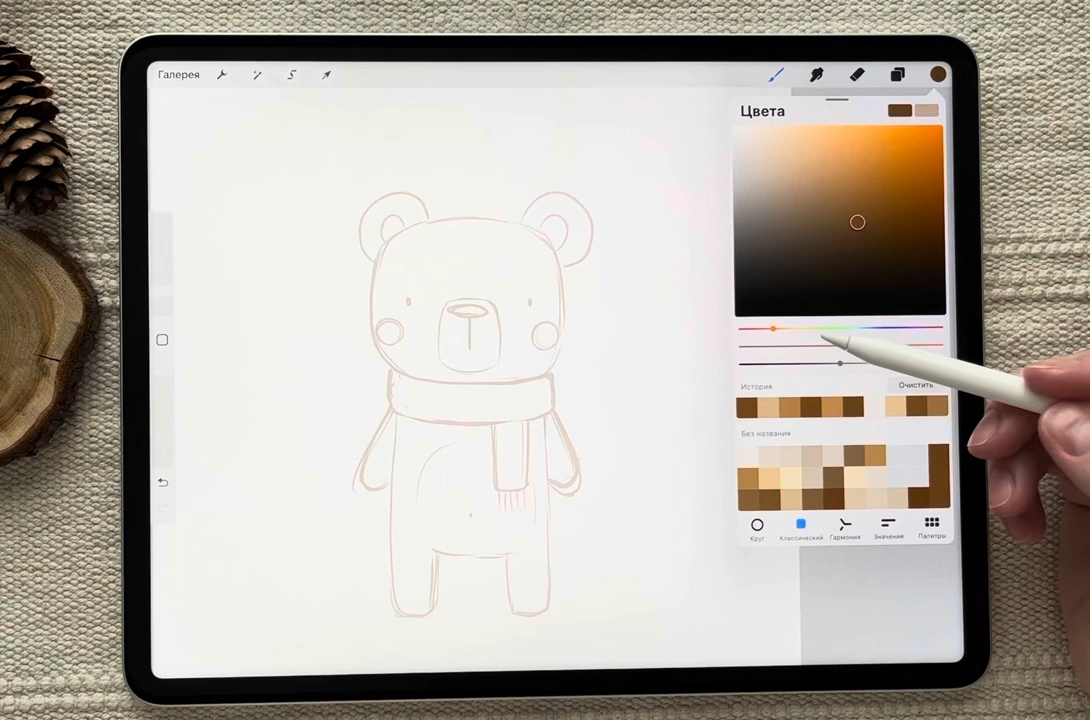 Галерея
Цвета
История
Очистить
Без названия
Круг
Классический
Гармония
Значение
Палитры